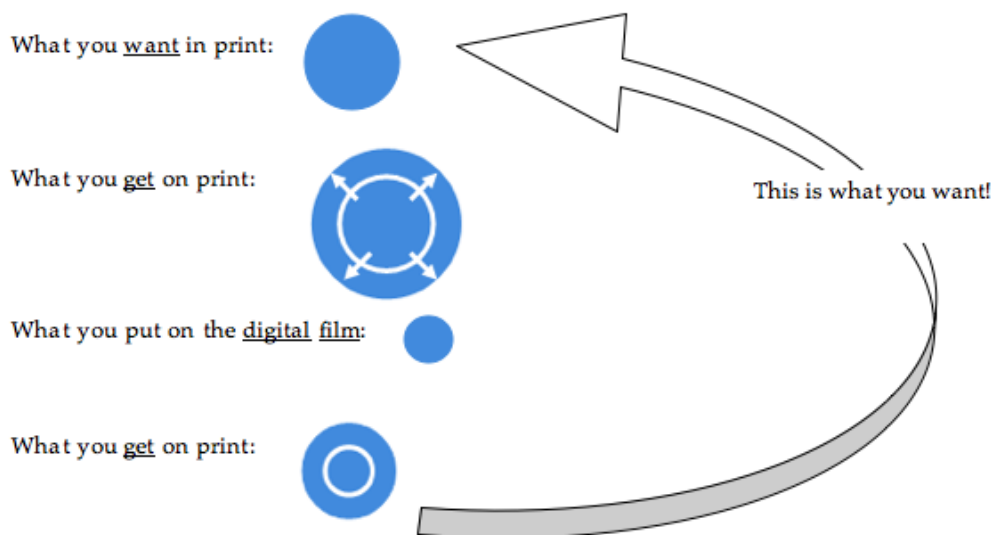 What you want in print:
What you get on print:
This is what you want!
What you put on the digital film:
What you get on print: